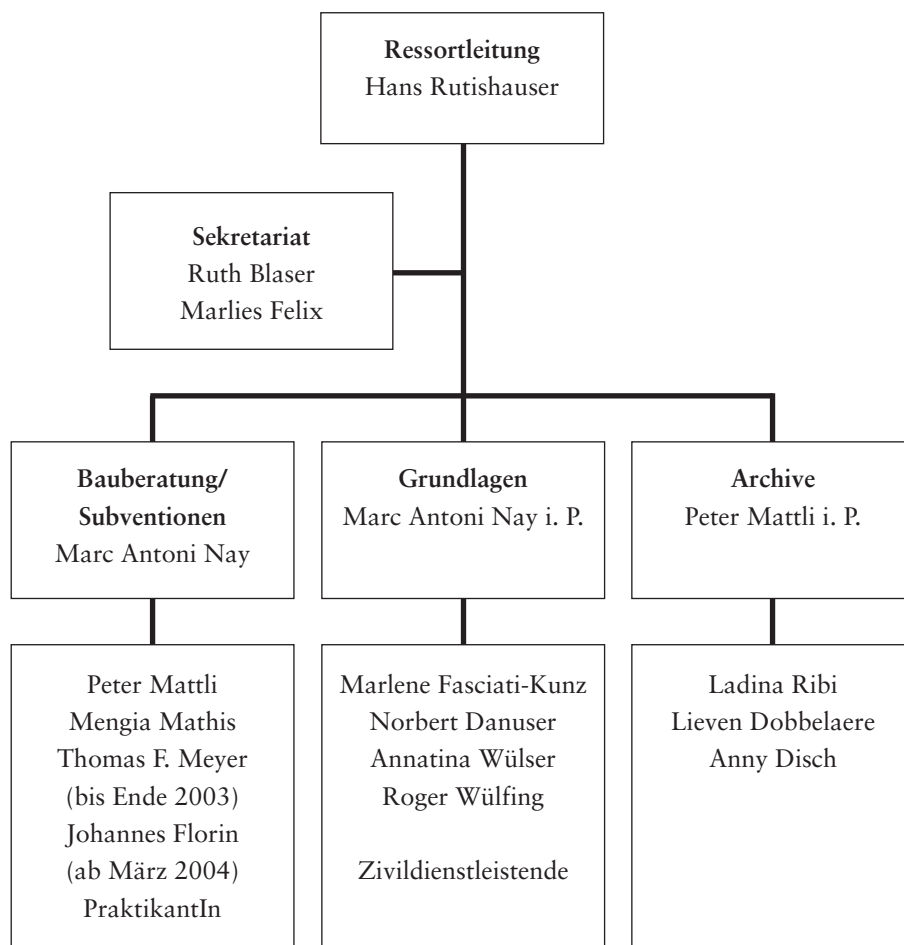 Ressortleitung
Hans Rutishauser
Sekretariat
Ruth Blaser
Marlies Felix
Bauberatung/
Subventionen
Marc Antoni Nay
Grundlagen
Marc Antoni Nay i. P.
Archive
Peter Mattli i. P.
Peter Mattli
Mengia Mathis
Thomas F. Meyer
(bis Ende 2003)
Johannes Florin
(ab März 2004)
PraktikantIn
Marlene Fasciati-Kunz
Norbert Danuser
Annatina Wülser
Roger Wülfing
Zivildienstleistende
Ladina Ribi
Lieven Dobbelaere
Anny Disch